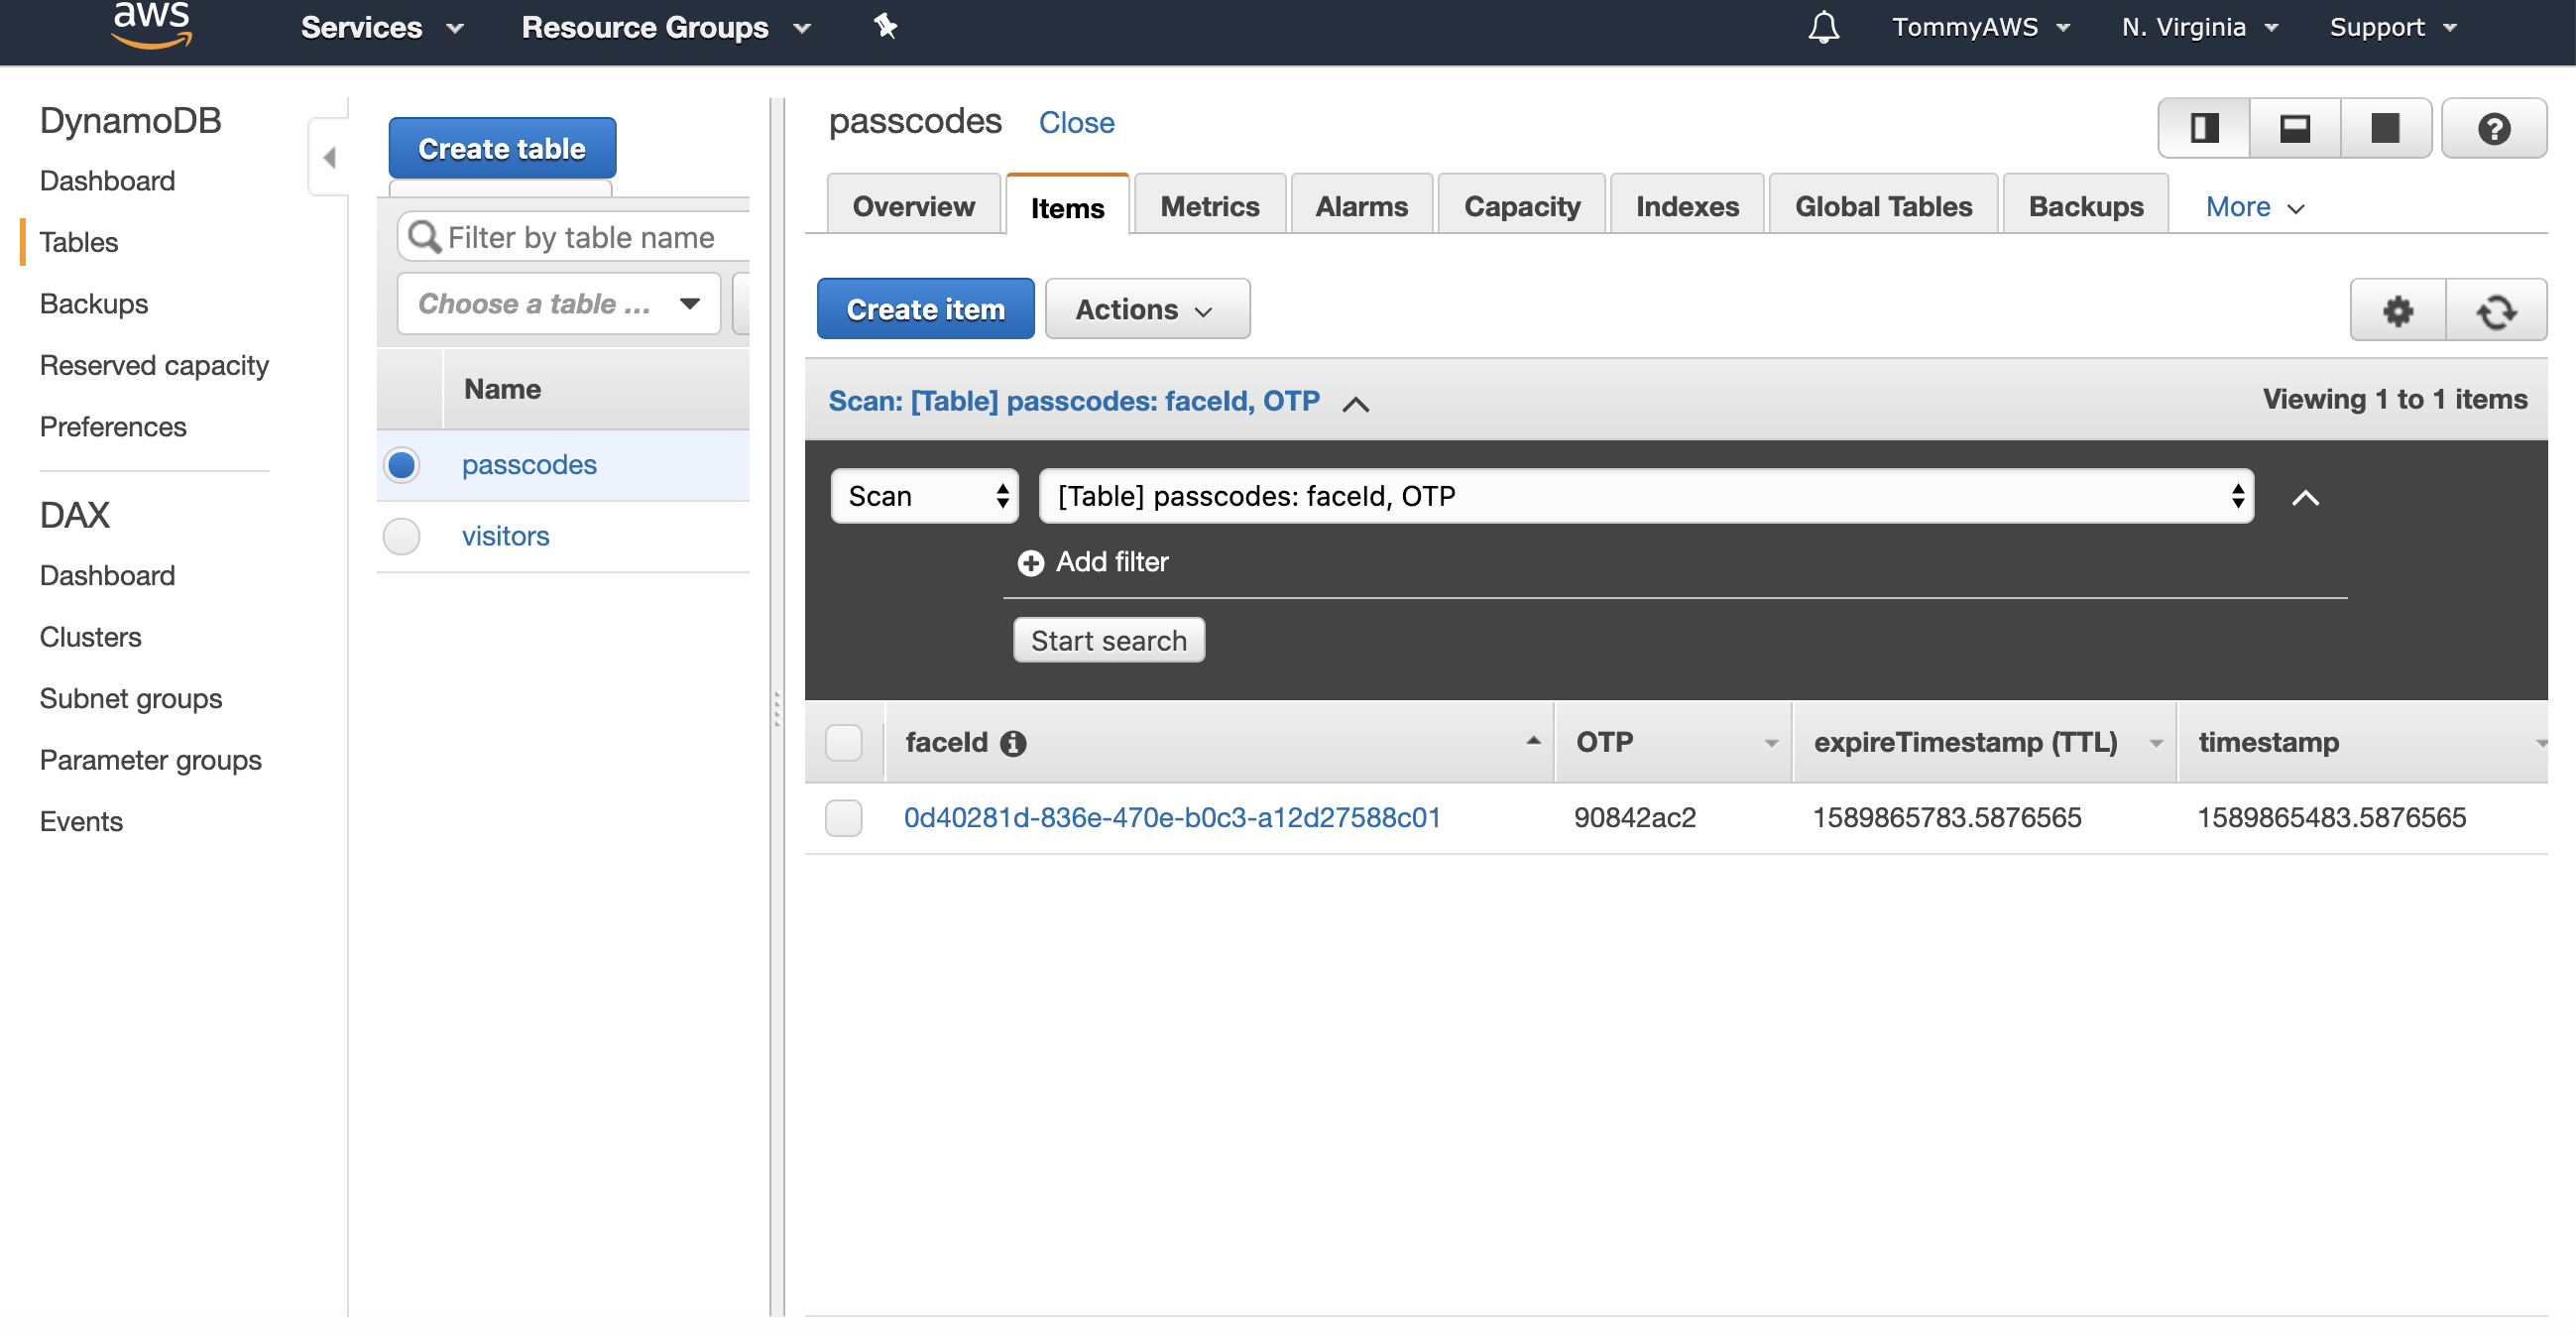 aws Services Resource Groups TommyAWS N. Virginia Support
DynamoDB
Dashboard
Tables
Backups
Reserved capacity
Preferences
DAX
Dashboard
Clusters
Subnet groups
Parameter groups
Events
Create table
Filter by table name
Choose a table ...
Name
passcodes
visitors
passcodes Close
Overview Items Metrics Alarms Capacity Indexes Global Tables Backups More
Create item Actions
Scan: [Table] passcodes: faceId, OTP Viewing 1 to 1 items
Scan [Table] passcodes: faceId, OTP
Add filter
Start search
faceId OTP expireTimestamp (TTL) timestamp
0d40281d-836e-470e-b0c3-a12d27588c01 90842ac2 1589865783.5876565 1589865483.5876565